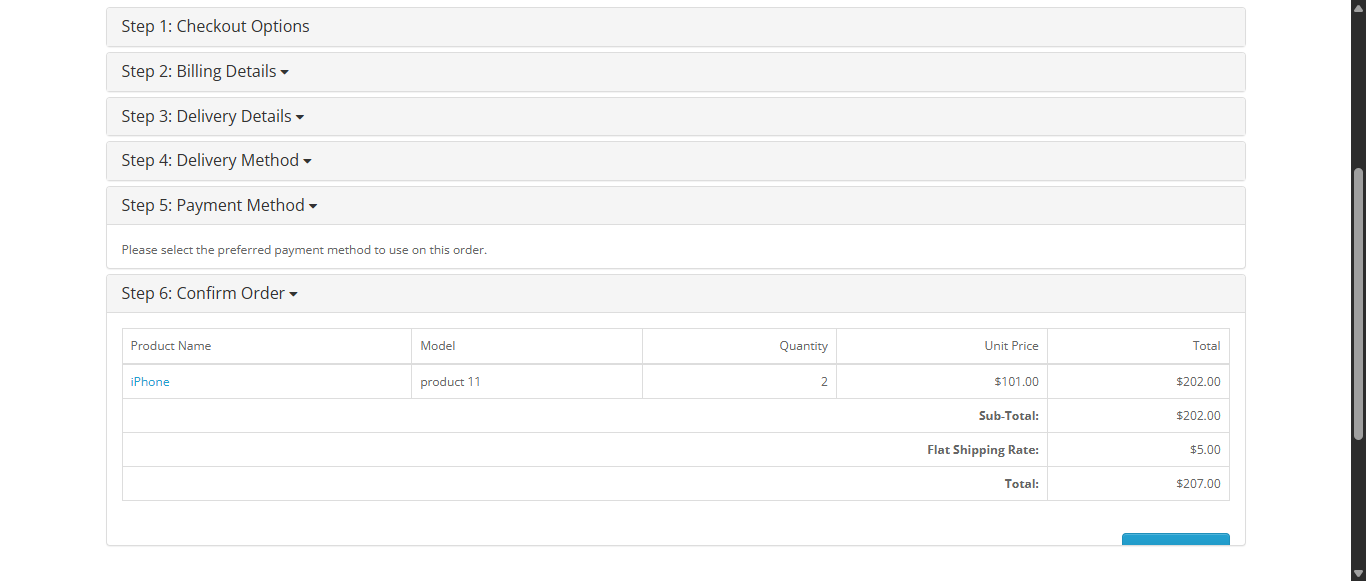 Step 1: Checkout Options
Step 2: Billing Details
Step 3: Delivery Details
Step 4: Delivery Method
Step 5: Payment Method
Please select the preferred payment method to use on this order.
Step 6: Confirm Order
Product Name Model Quantity Unit Price Total
iPhone product 11 2 $101.00 $202.00
Sub-Total: $202.00
Flat Shipping Rate: $5.00
Total: $207.00